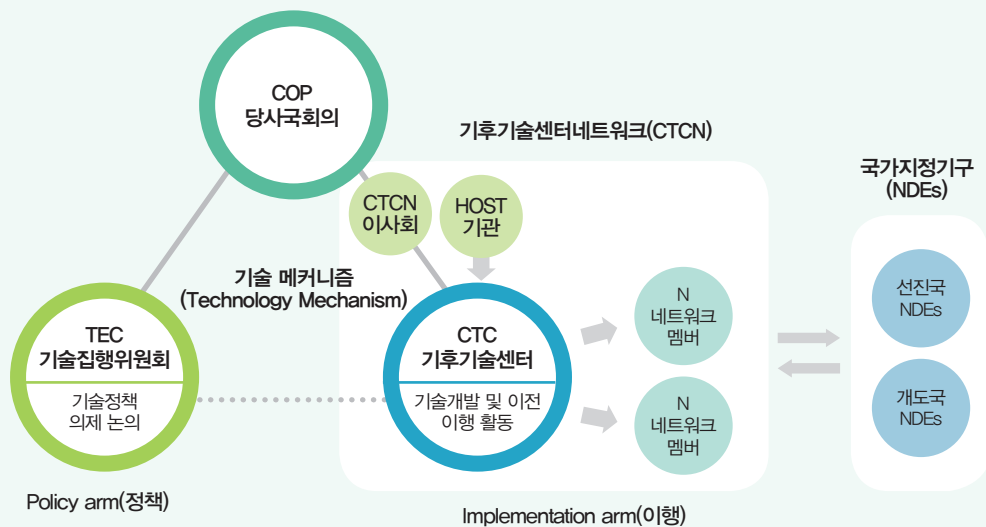 COP
당사국회의
기후기술센터네트워크(CTCN)
국가지정기구
(NDEs)
CTCN
이사회
HOST
기관
기술 메커니즘
(Technology Mechanism)
TEC
기술집행위원회
기술정책
의제 논의
CTC
기후기술센터
기술개발 및 이전
이행 활동
N
네트워크
멤버
N
네트워크
멤버
선진국
NDEs
개도국
NDEs
Policy arm(정책)
Implementation arm(이행)